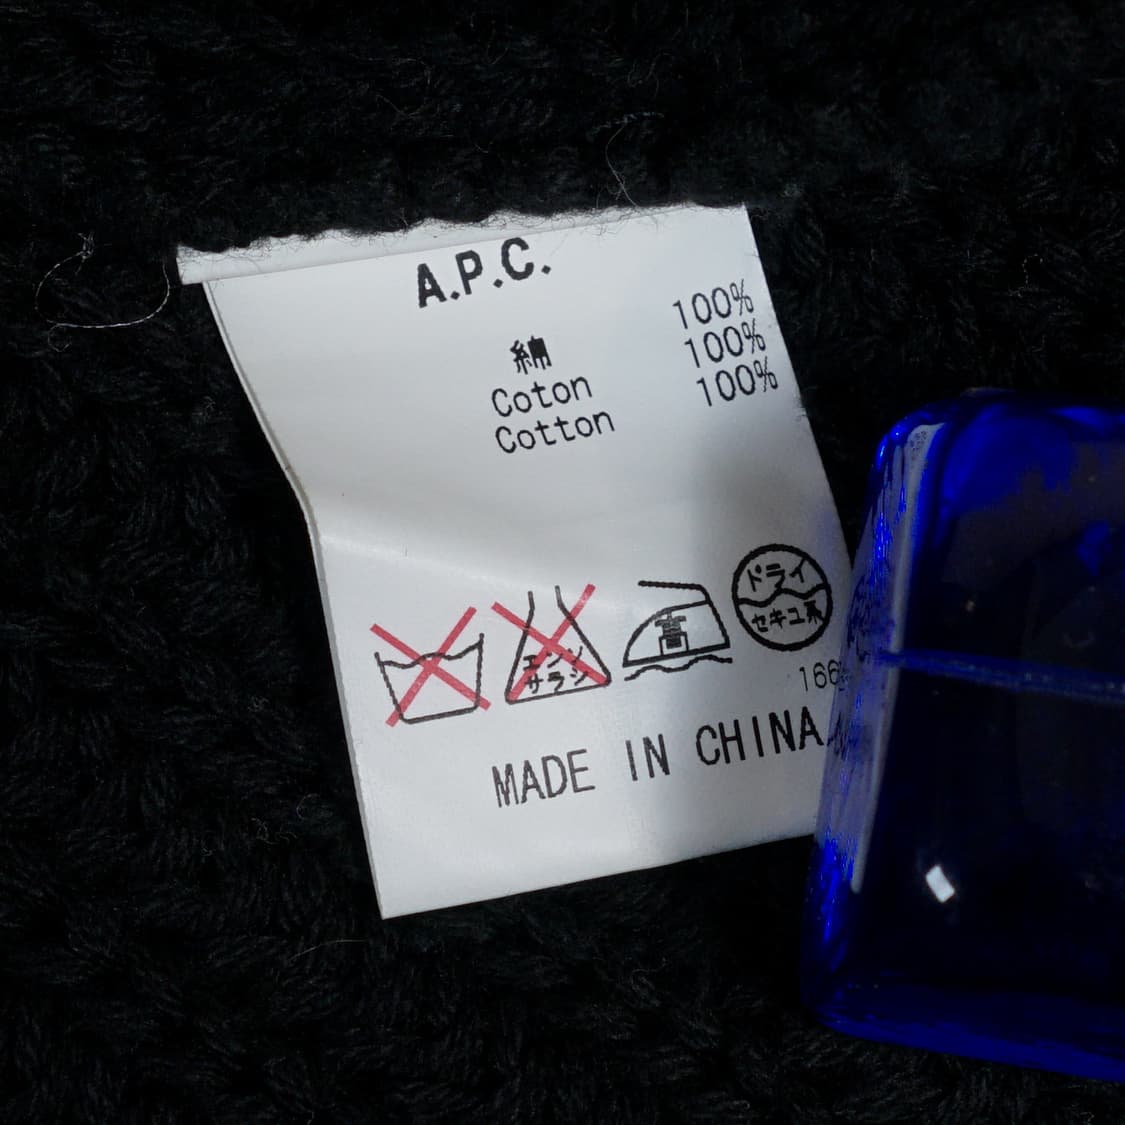 A.P.C.
綿 100%
Coton 100%
Cotton 100%
エンソ
サラシ
中
ドライ
セキユ系
166
MADE IN CHINA